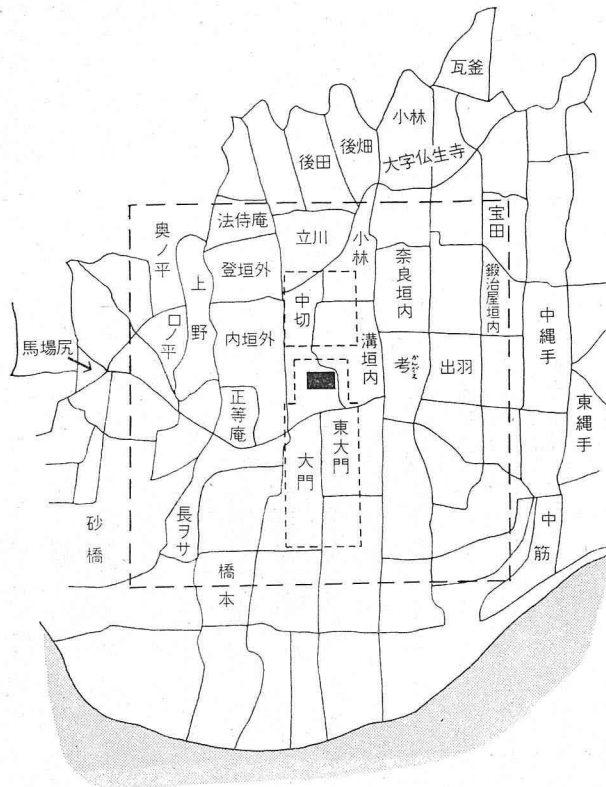 瓦釜
小林
大字仏生寺
後畑
後田
宝田
法侍庵
奥ノ平
立川
小林
登垣外
上野
奈良垣内
鍛治屋垣内
中切
中縄手
口ノ平
内垣外
溝垣内
馬場尻
考
かんがえ
出羽
正等庵
東縄手
東大門
大門
長ヲサ
砂橋
中筋
橋本